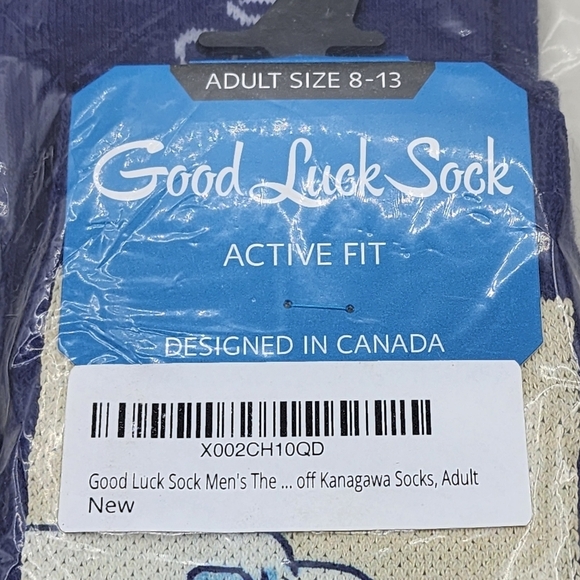 ADULT SIZE 8-13
Good Luck Sock
ACTIVE FIT
DESIGNED IN CANADA
X002CH10QD
Good Luck Sock Men's The ... off Kanagawa Socks, Adult
New